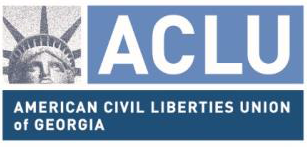 ACLU
AMERICAN CIVIL LIBERTIES UNION
of GEORGIA